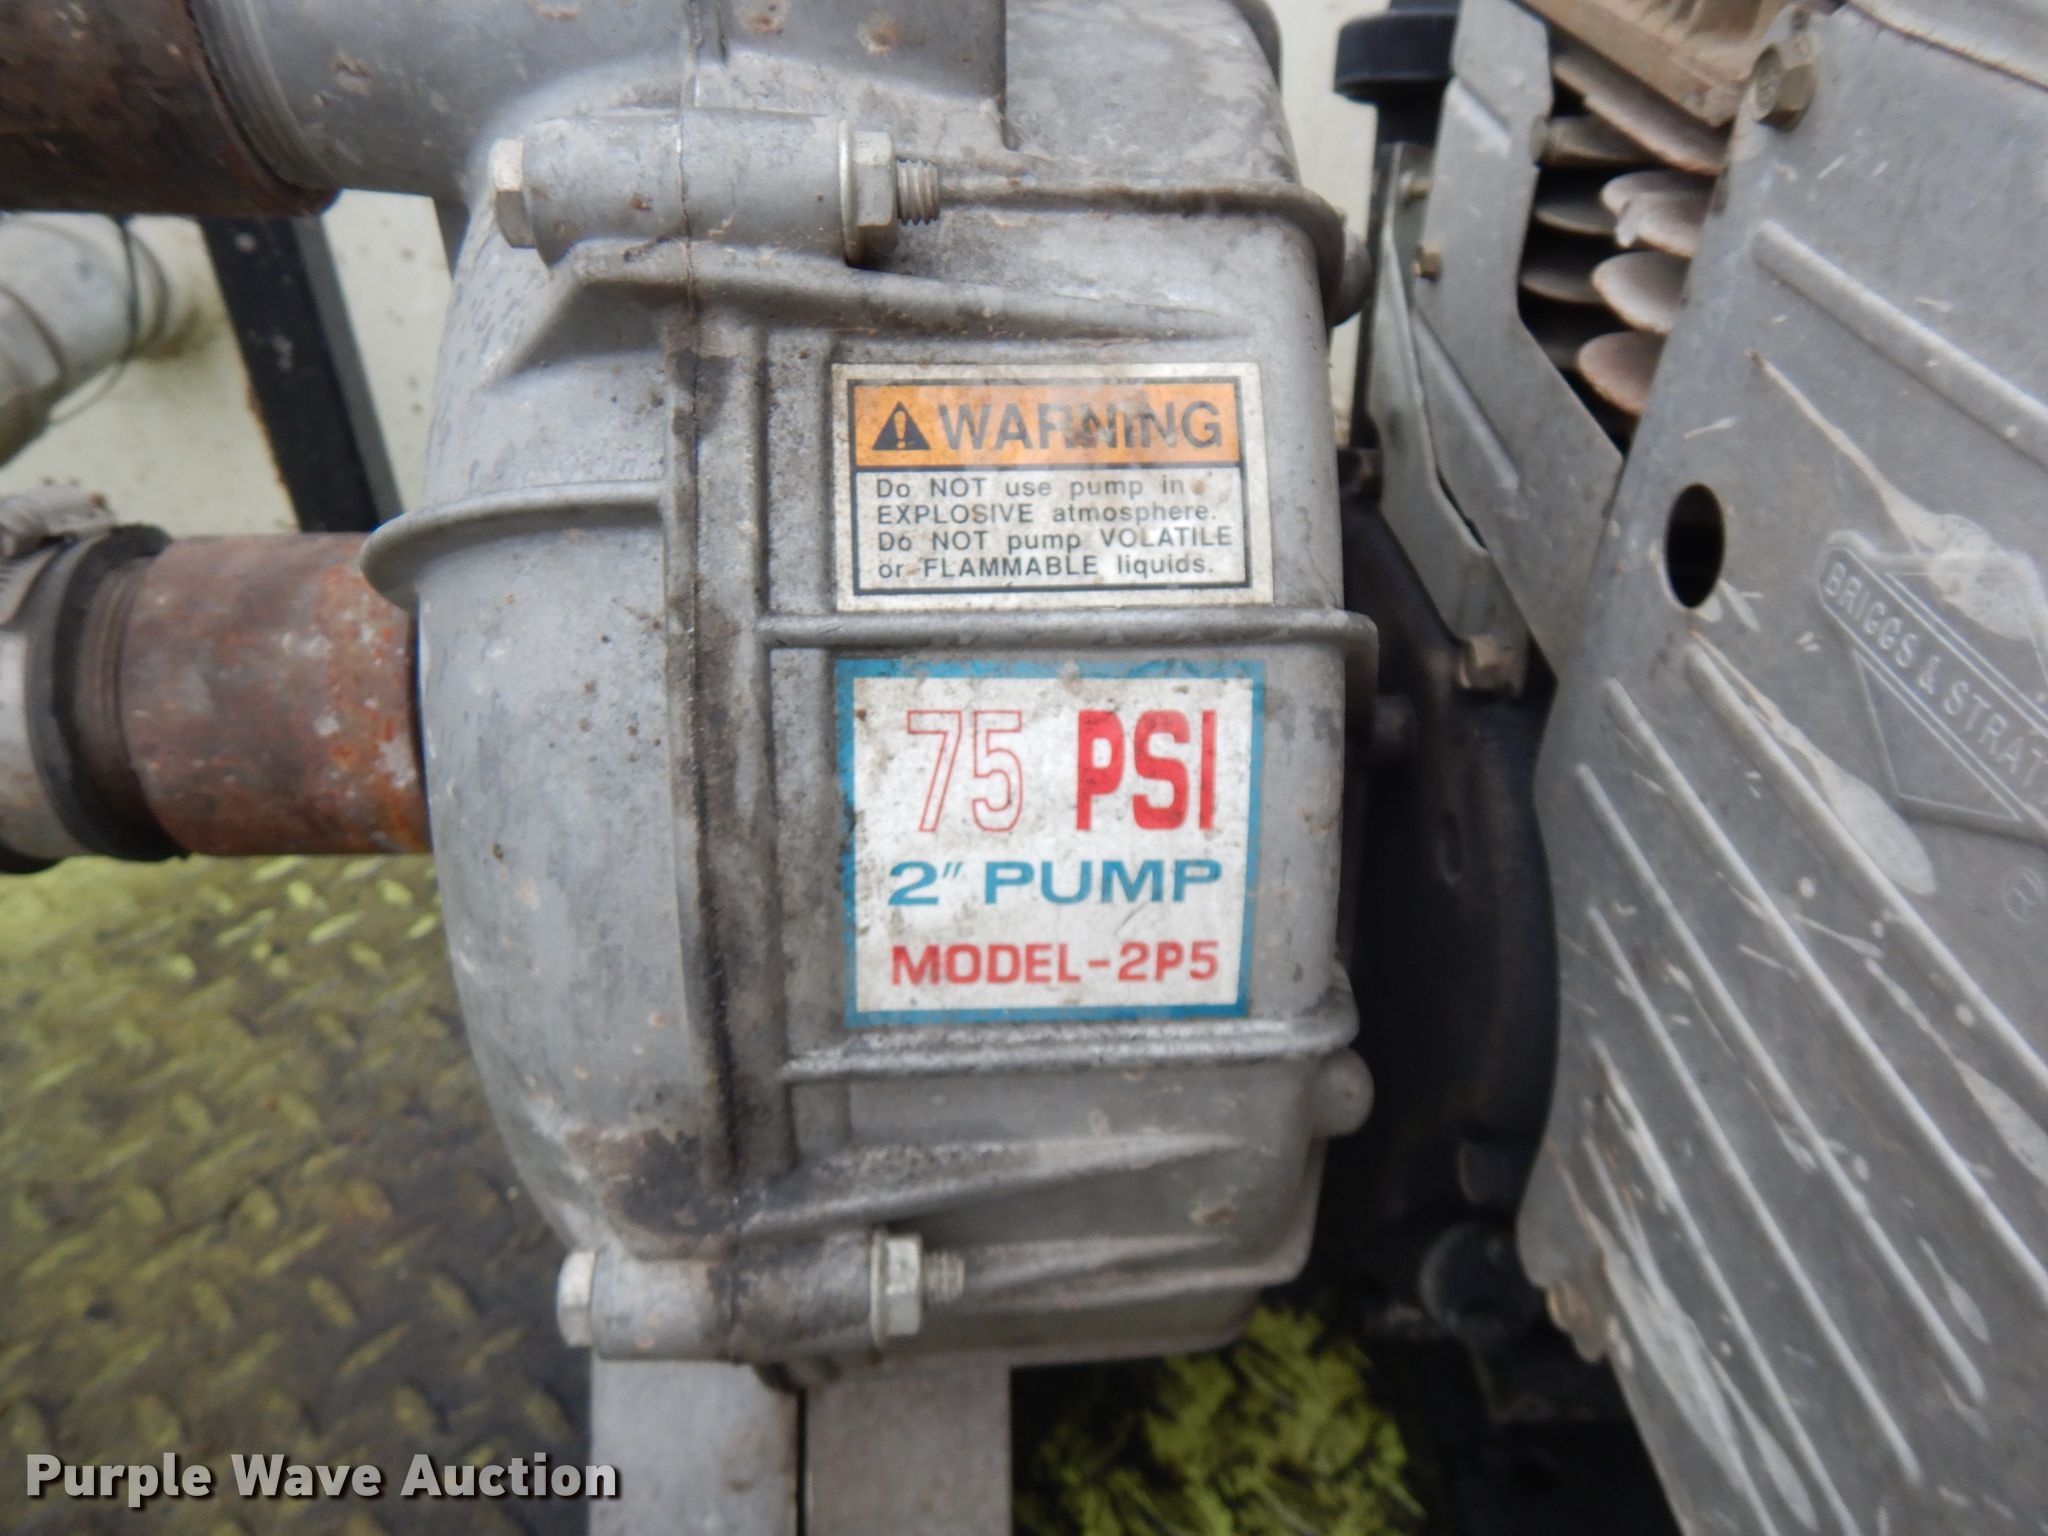 WARNING
Do NOT use pump in
EXPLOSIVE atmosphere.
Do NOT pump VOLATILE
or FLAMMABLE liquids.
75 PSI
2" PUMP
MODEL-2P5
BRIGGS & STRAT
Purple Wave Auction